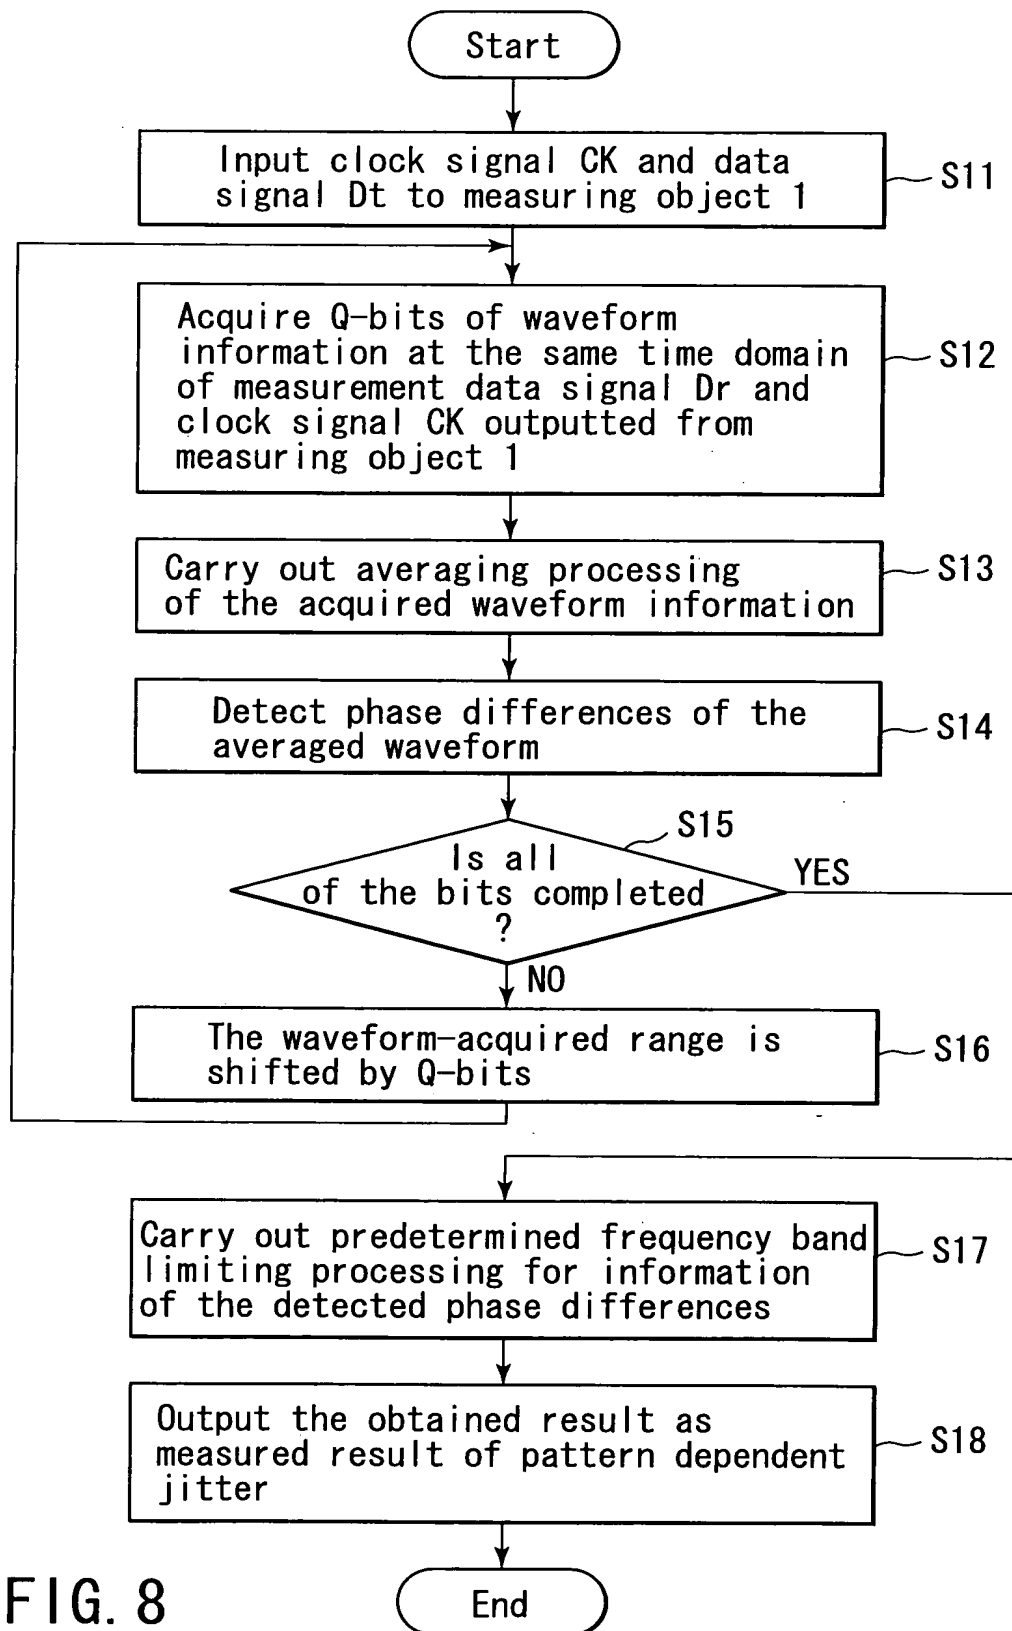 Start
Input clock signal CK and data
signal Dt to measuring object 1
S11
Acquire Q-bits of waveform
information at the same time domain
of measurement data signal Dr and
clock signal CK outputted from
measuring object 1
S12
Carry out averaging processing
of the acquired waveform information
S13
Detect phase differences of the
averaged waveform
S14
S15
Is all
of the bits completed
?
YES
NO
The waveform-acquired range is
shifted by Q-bits
S16
Carry out predetermined frequency band
limiting processing for information
of the detected phase differences
S17
Output the obtained result as
measured result of pattern dependent
jitter
S18
End
FIG. 8